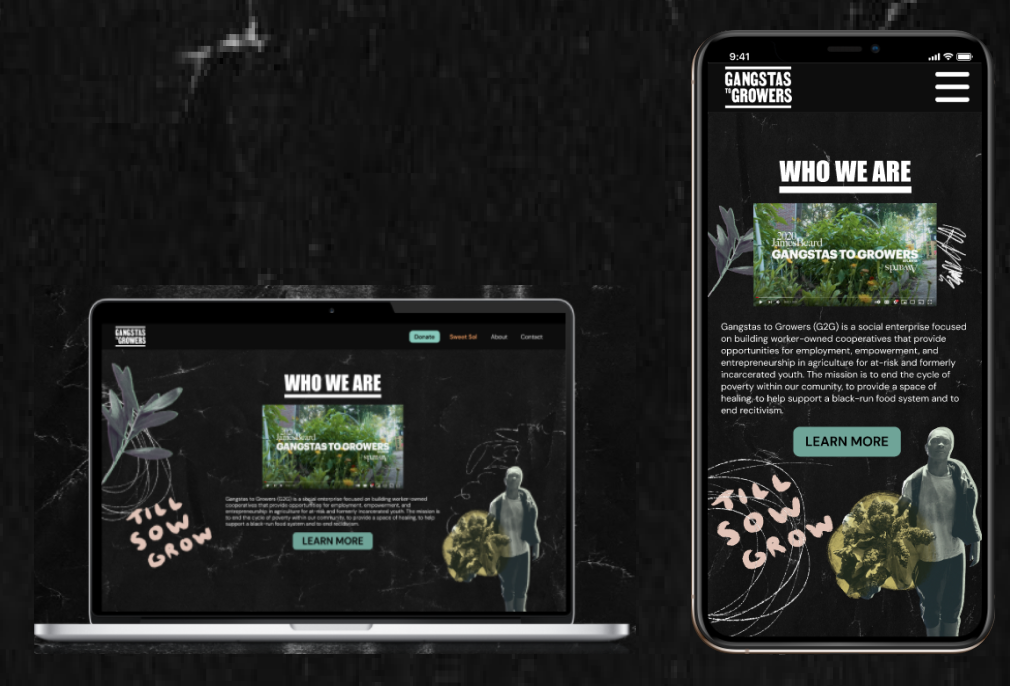 GANGSTAS
TO GROWERS
Donate
Sweet Sol
About
Contact
WHO WE ARE
James Beard
GANGSTAS TO GROWERS
Awards
Gangstas to Growers (G2G) is a social enterprise focused on building worker-owned
cooperatives that provide opportunities for employment, empowerment, and
entrepreneurship in agriculture for at-risk and formerly incarcerated youth. The mission is
to end the cycle of poverty within our community, to provide a space of healing, to help
support a black-run food system and to end recitivism.
LEARN MORE
TILL
SOW
GROW
9:41
GANGSTAS
TO GROWERS
WHO WE ARE
2020
James Beard
GANGSTAS TO GROWERS
Awards
Gangstas to Growers (G2G) is a social enterprise focused
on building worker-owned cooperatives that provide
opportunities for employment, empowerment, and
entrepreneurship in agriculture for at-risk and formerly
incarcerated youth. The mission is to end the cycle of
poverty within our comunity, to provide a space of
healing, to help support a black-run food system and to
end recitivism.
LEARN MORE
TILL
SOW
GROW